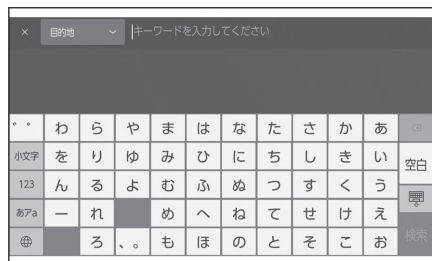 × 目的地 キーワードを入力してください
゛゜ わ ら や ま は な た さ か あ
小文字 を り ゆ み ひ に ち し き い 空白
123 ん る よ む ふ ぬ つ す く う
あアa ー れ め へ ね て せ け え
ろ 、。 も ほ の と そ こ お 検索